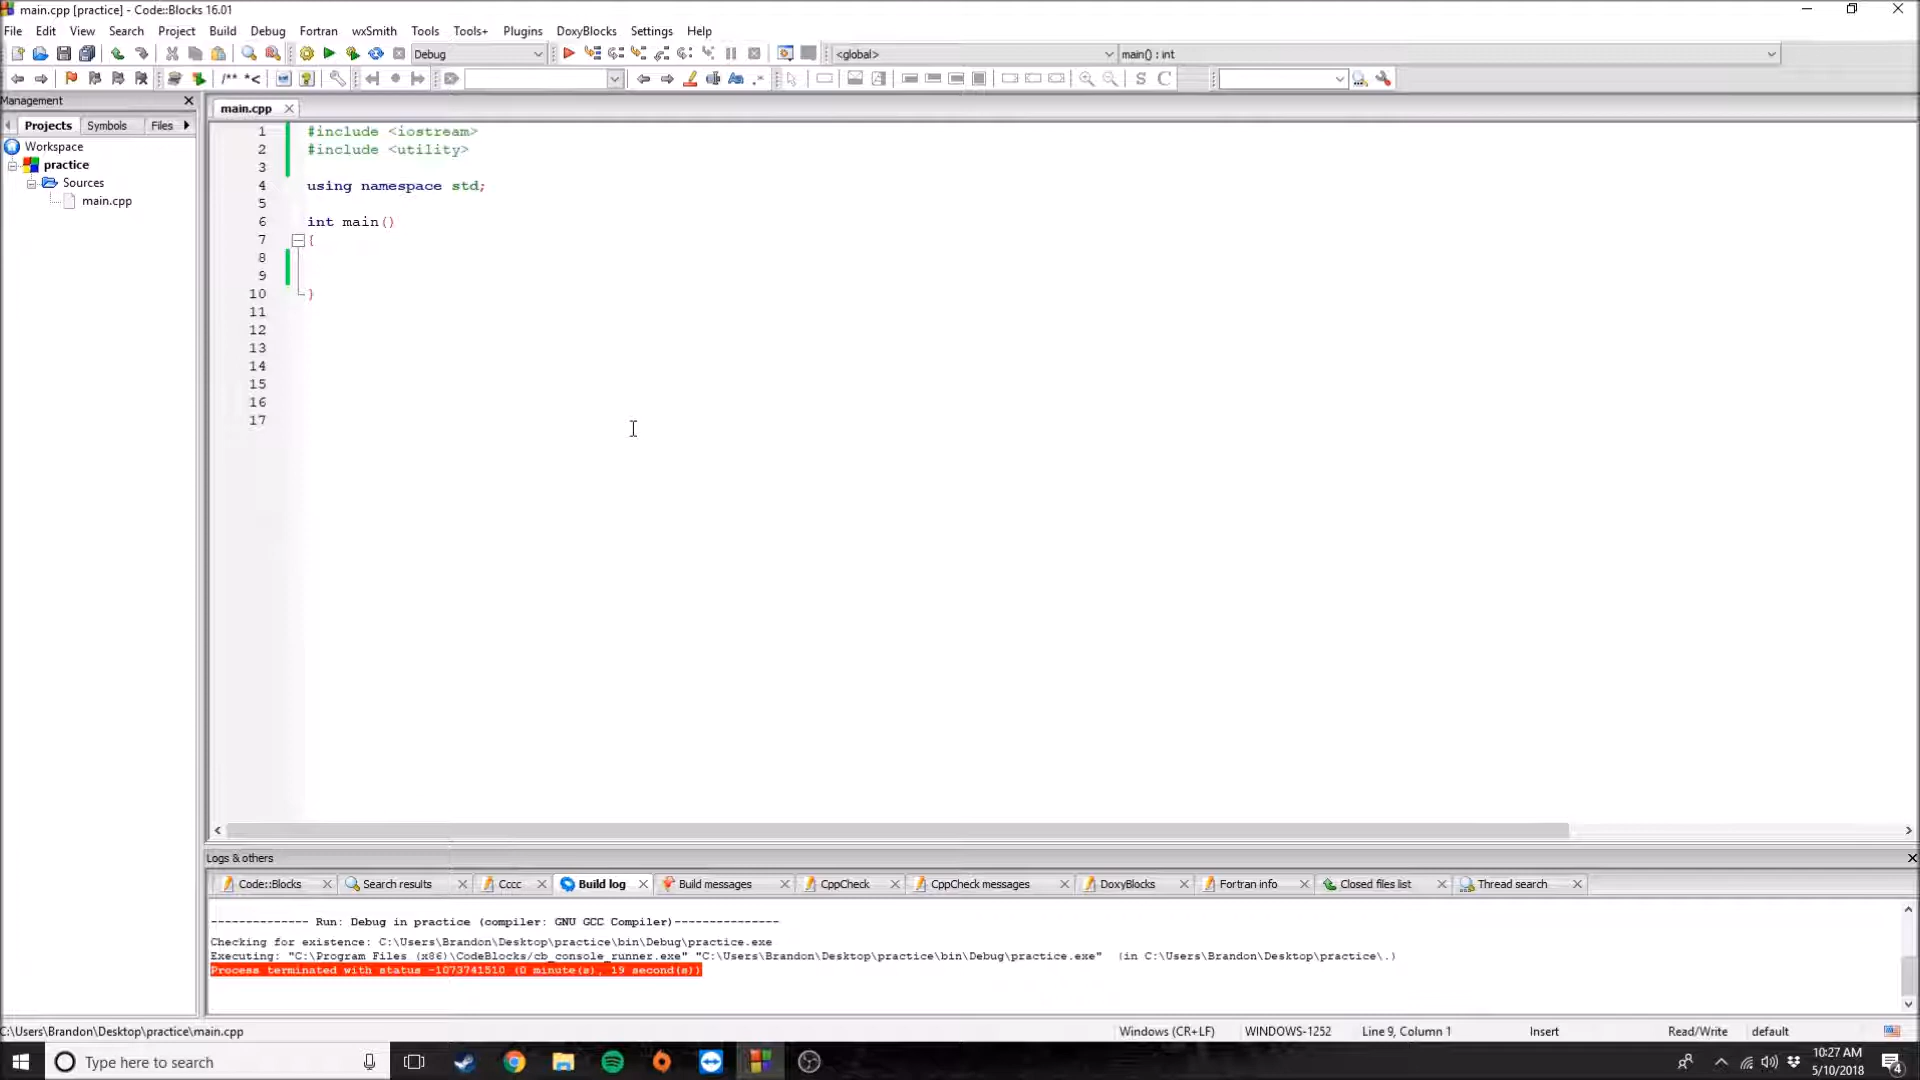 main.cpp [practice] - Code::Blocks 16.01
File Edit View Search Project Build Debug Fortran wxSmith Tools Tools+ Plugins DoxyBlocks Settings Help
Debug <global> main() : int
/** *< .* S C
Management
Projects Symbols Files
main.cpp
Workspace
practice
Sources
main.cpp
1 #include <iostream>
2 #include <utility>
3
4 using namespace std;
5
6 int main()
7 {
8
9
10 }
11
12
13
14
15
16
17
Logs & others
Code::Blocks Search results Cccc Build log Build messages CppCheck CppCheck messages DoxyBlocks Fortran info Closed files list Thread search
-------------- Run: Debug in practice (compiler: GNU GCC Compiler)---------------
Checking for existence: C:\Users\Brandon\Desktop\practice\bin\Debug\practice.exe
Executing: "C:\Program Files (x86)\CodeBlocks/cb_console_runner.exe" "C:\Users\Brandon\Desktop\practice\bin\Debug\practice.exe"  (in C:\Users\Brandon\Desktop\practice\.)
Process terminated with status -1073741510 (0 minute(s), 19 second(s))
C:\Users\Brandon\Desktop\practice\main.cpp Windows (CR+LF) WINDOWS-1252 Line 9, Column 1 Insert Read/Write default
Type here to search
10:27 AM
5/10/2018
4